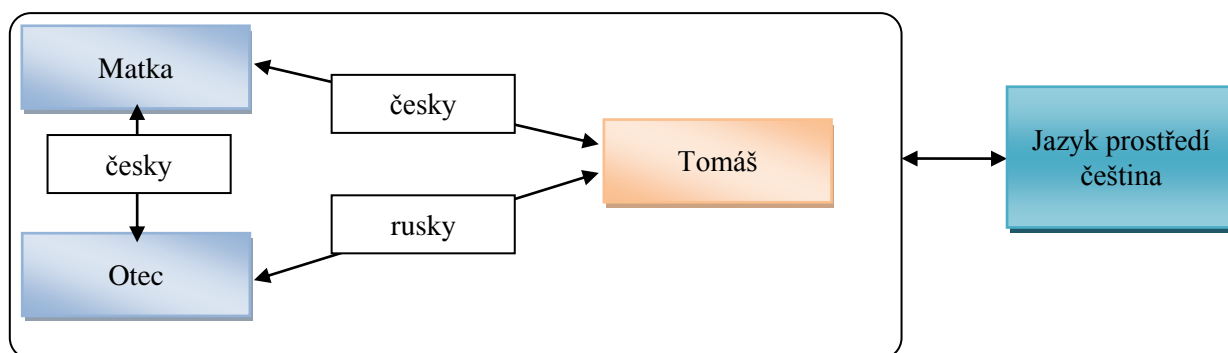 Matka
česky
česky
Tomáš
Jazyk prostředí
čeština
rusky
Otec